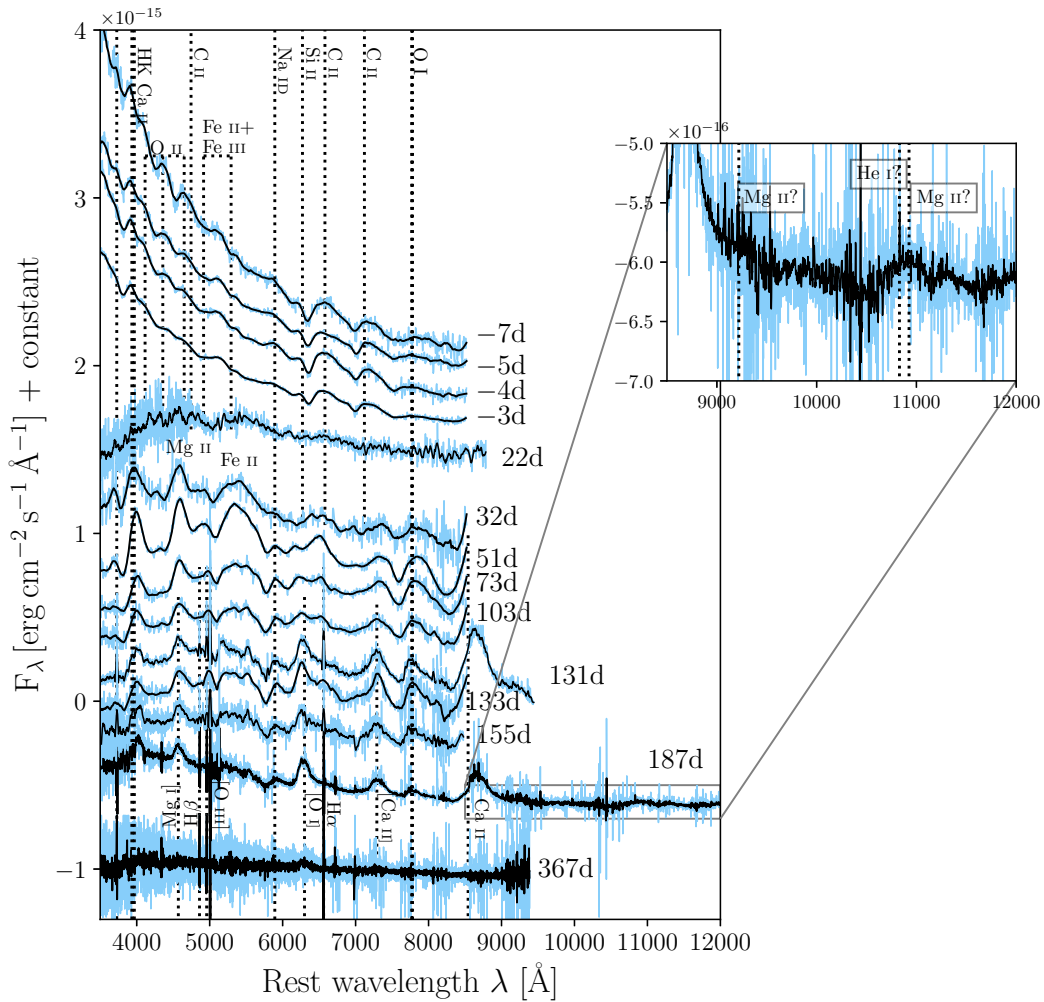 ×10⁻¹⁵
4
3
2
1
0
−1
F_λ [erg cm⁻² s⁻¹ Å⁻¹] + constant
HK Ca II
C II
Na ID
Si II
C II
C II
O I
O II
Fe II+
Fe III
−7d
−5d
−4d
−3d
22d
Mg II
Fe II
32d
51d
73d
103d
131d
133d
155d
187d
367d
Mg I]
Hβ
[O III]
[O I]
Hα
[Ca II]
Ca II
4000 5000 6000 7000 8000 9000 10000 11000 12000
Rest wavelength λ [Å]
×10⁻¹⁶
−5.0
−5.5
−6.0
−6.5
−7.0
He I?
Mg II?
Mg II?
9000 10000 11000 12000